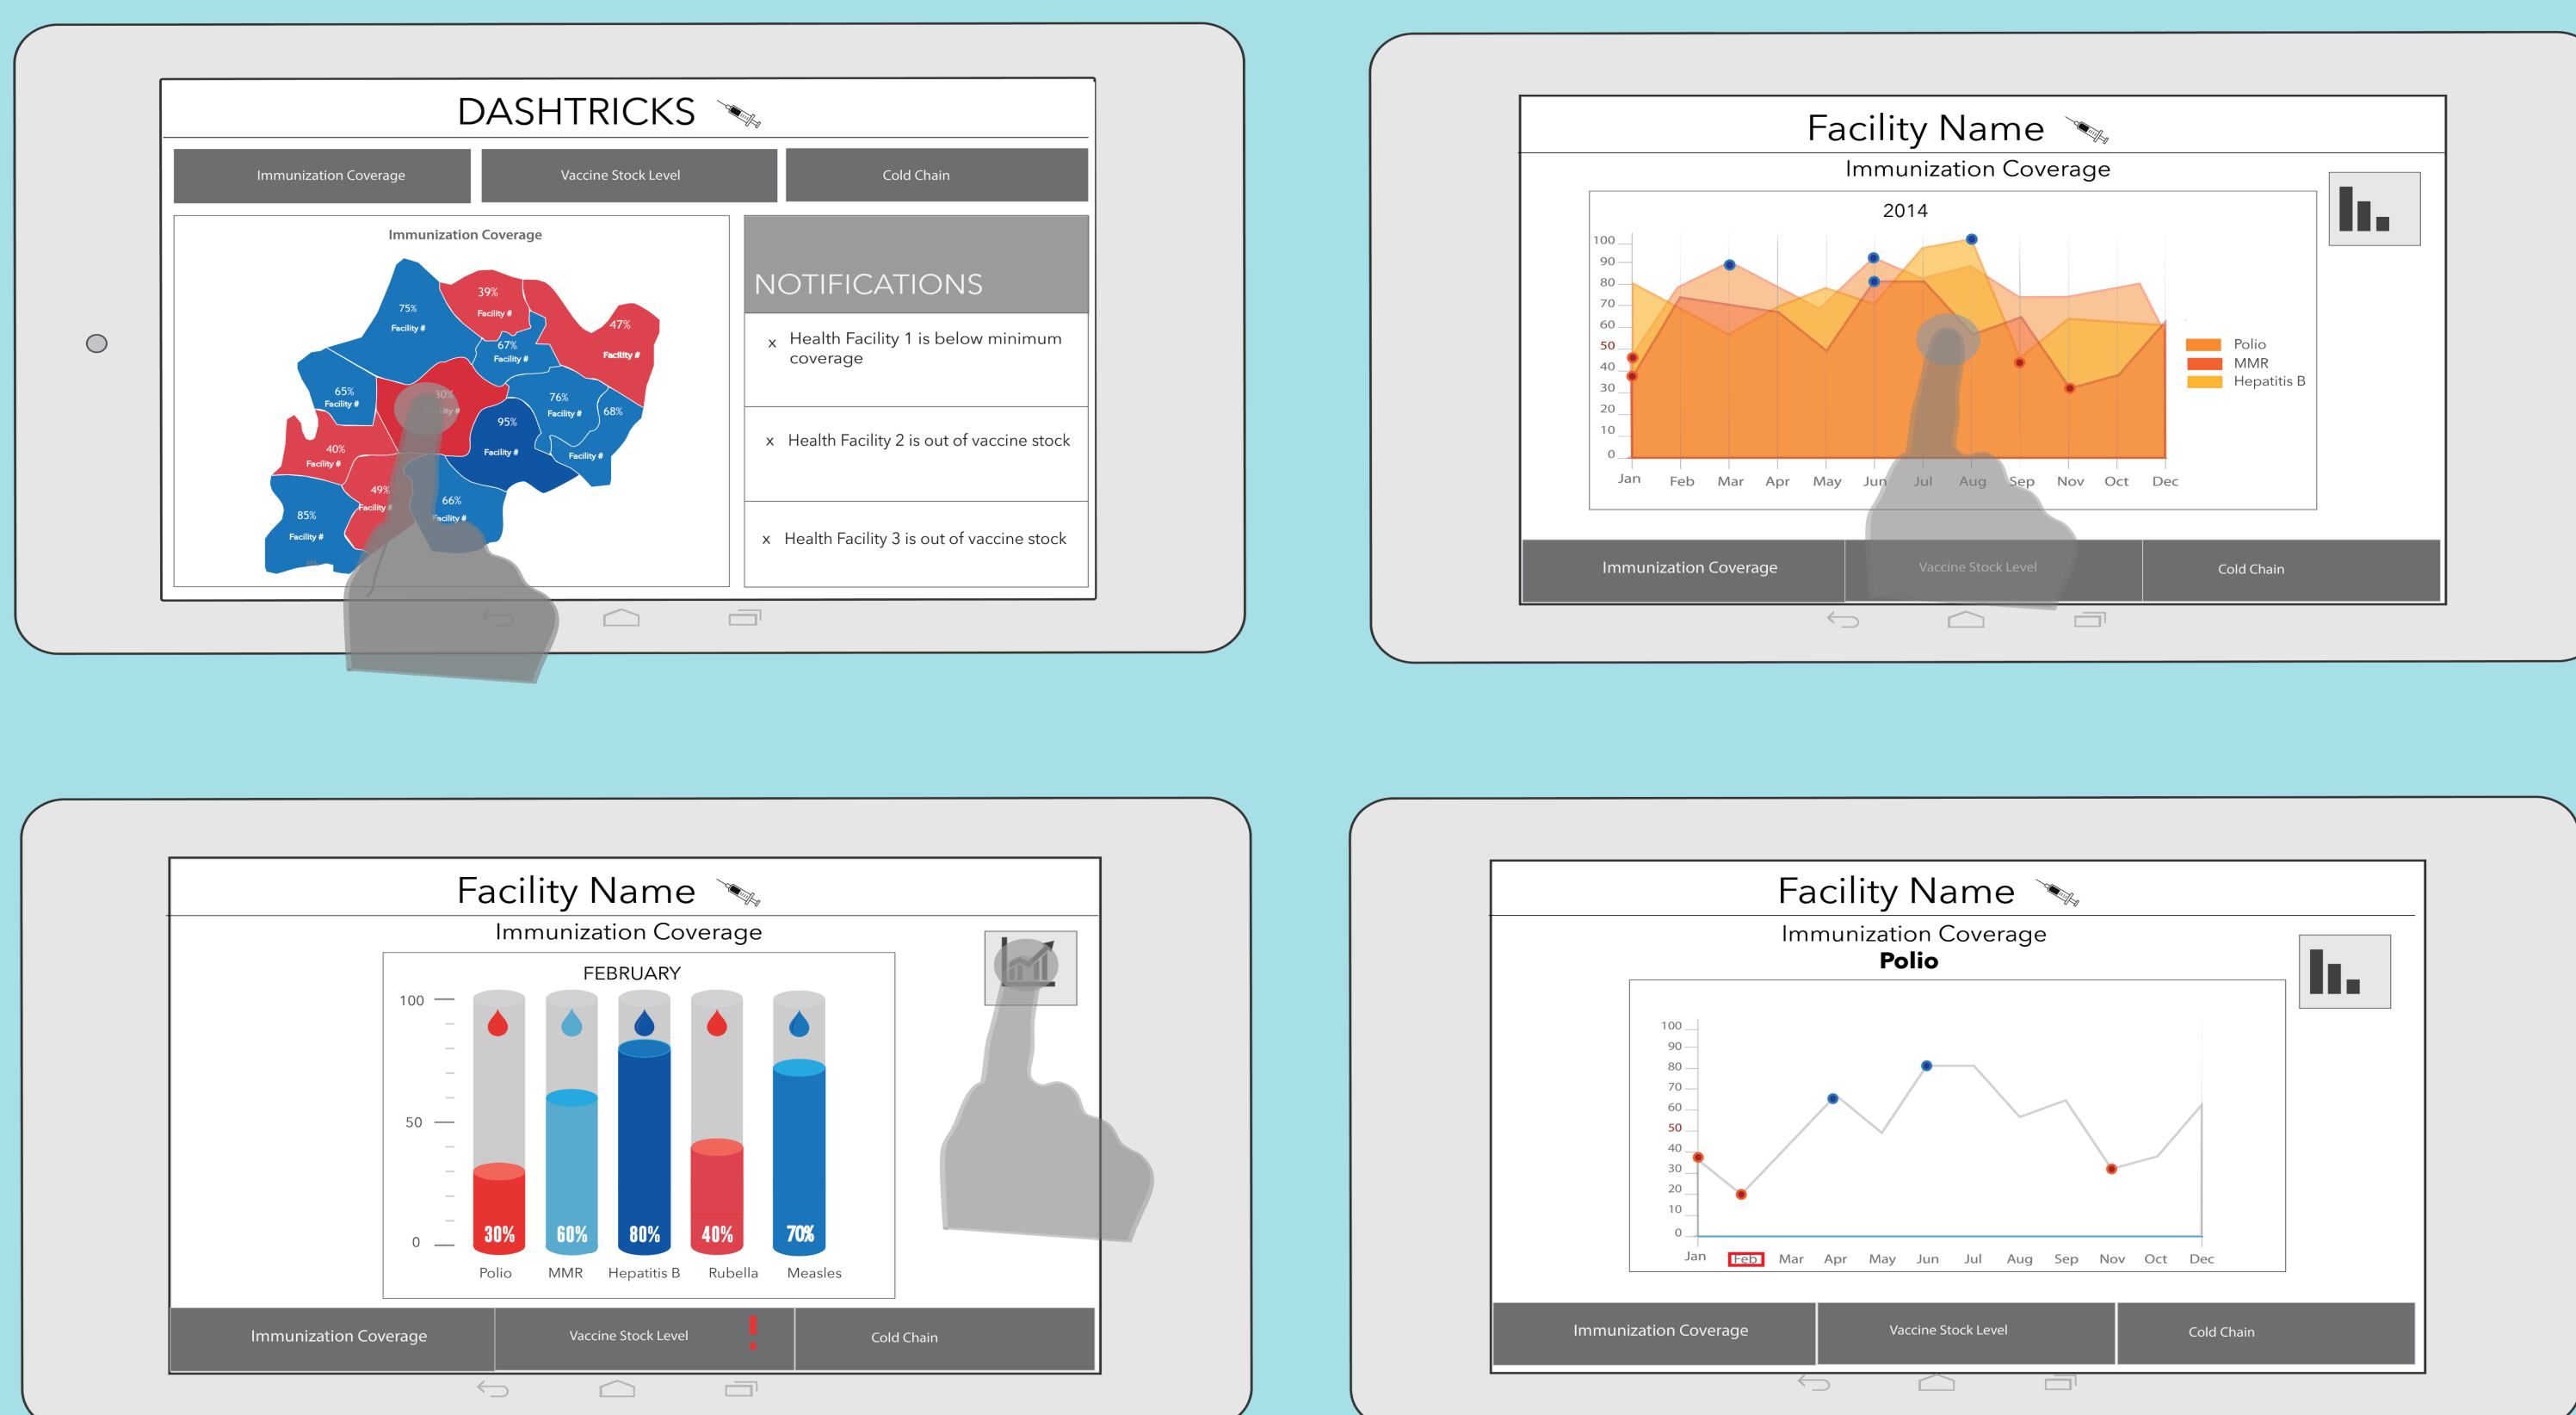 DASHTRICKS
Immunization Coverage
Vaccine Stock Level
Cold Chain
Immunization Coverage
75%
Facility #
39%
Facility #
47%
Facility #
67%
Facility #
65%
Facility #
30%
Facility #
76%
Facility #
68%
Facility #
95%
Facility #
40%
Facility #
49%
Facility #
66%
Facility #
85%
Facility #
NOTIFICATIONS
x Health Facility 1 is below minimum
coverage
x Health Facility 2 is out of vaccine stock
x Health Facility 3 is out of vaccine stock
Facility Name
Immunization Coverage
2014
100
90
80
70
60
50
40
30
20
10
0
Jan Feb Mar Apr May Jun Jul Aug Sep Nov Oct Dec
Polio
MMR
Hepatitis B
Immunization Coverage
Vaccine Stock Level
Cold Chain
Facility Name
Immunization Coverage
FEBRUARY
100
50
0
30% 60% 80% 40% 70%
Polio MMR Hepatitis B Rubella Measles
Immunization Coverage
Vaccine Stock Level !
Cold Chain
Facility Name
Immunization Coverage
Polio
100
90
80
70
60
50
40
30
20
10
0
Jan Feb Mar Apr May Jun Jul Aug Sep Nov Oct Dec
Immunization Coverage
Vaccine Stock Level
Cold Chain